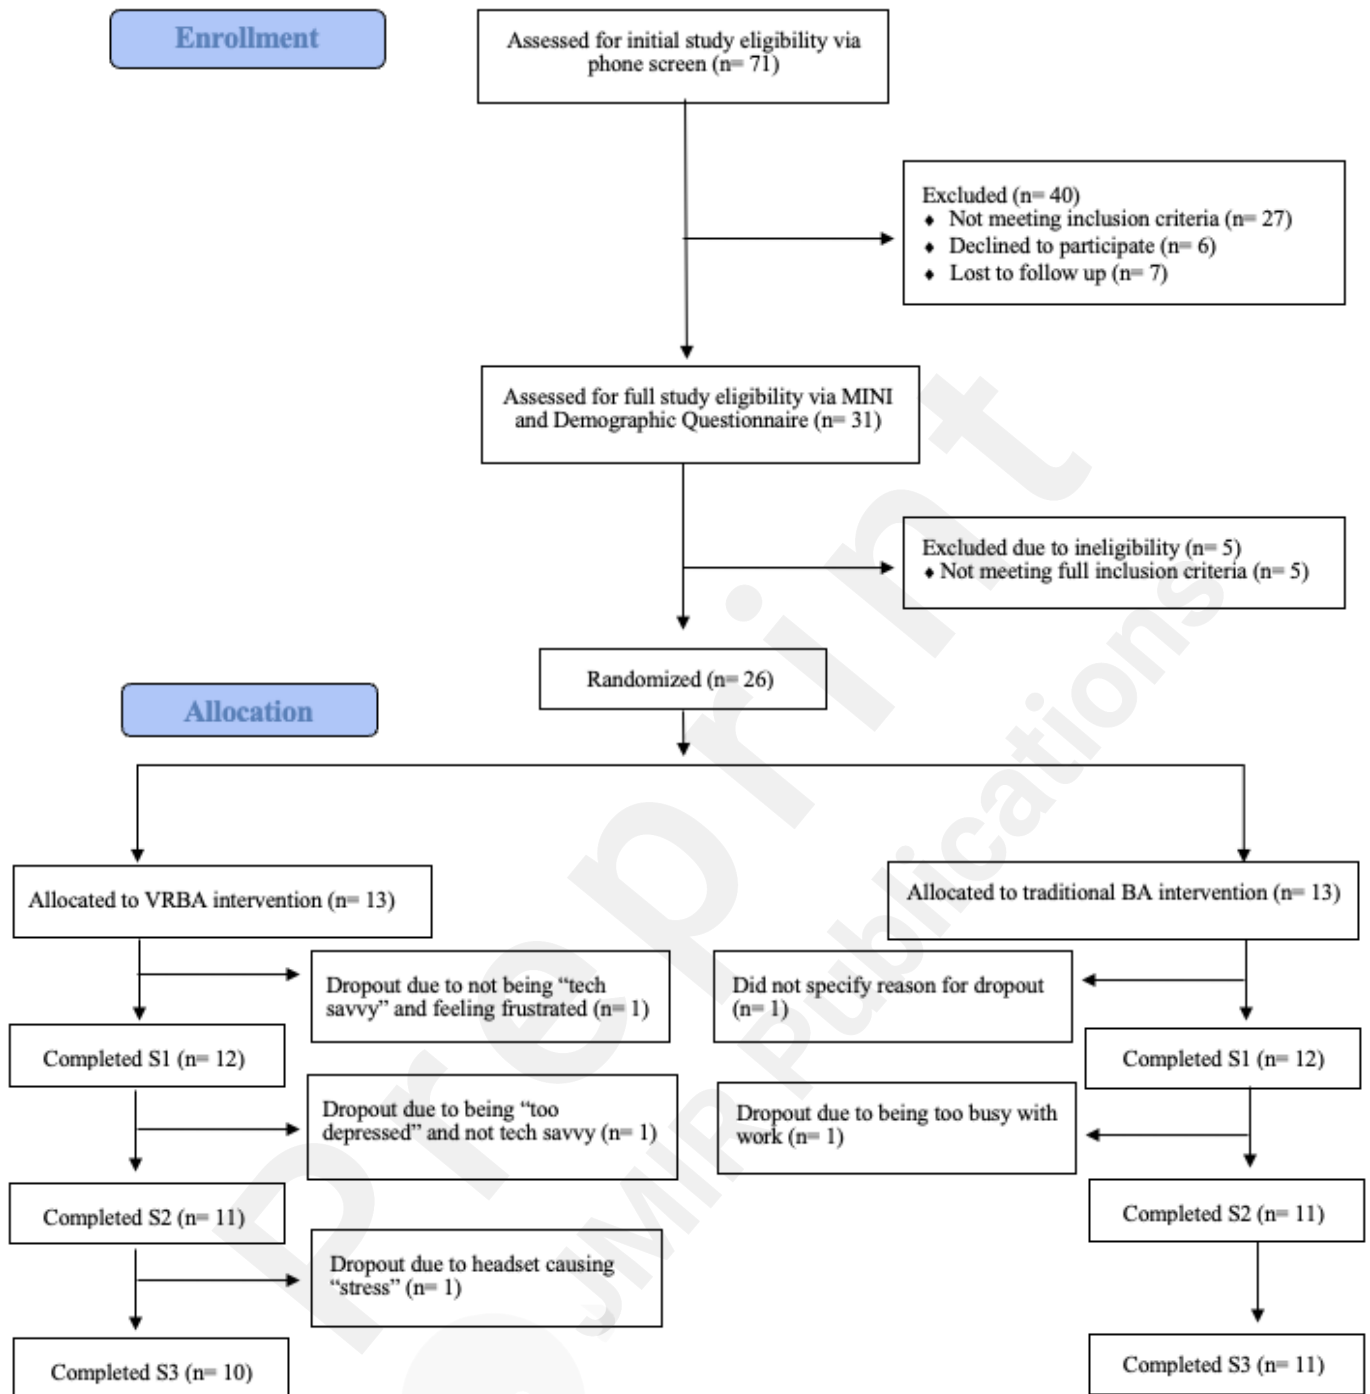 Enrollment
Assessed for initial study eligibility via
phone screen (n= 71)
Excluded (n= 40)
♦ Not meeting inclusion criteria (n= 27)
♦ Declined to participate (n= 6)
♦ Lost to follow up (n= 7)
Assessed for full study eligibility via MINI
and Demographic Questionnaire (n= 31)
Excluded due to ineligibility (n= 5)
♦ Not meeting full inclusion criteria (n= 5)
Randomized (n= 26)
Allocation
Allocated to VRBA intervention (n= 13)
Allocated to traditional BA intervention (n= 13)
Dropout due to not being “tech
savvy” and feeling frustrated (n= 1)
Did not specify reason for dropout
(n= 1)
Completed S1 (n= 12)
Completed S1 (n= 12)
Dropout due to being “too
depressed” and not tech savvy (n= 1)
Dropout due to being too busy with
work (n= 1)
Completed S2 (n= 11)
Completed S2 (n= 11)
Dropout due to headset causing
“stress” (n= 1)
Completed S3 (n= 10)
Completed S3 (n= 11)
Preprint
JMIR Publications